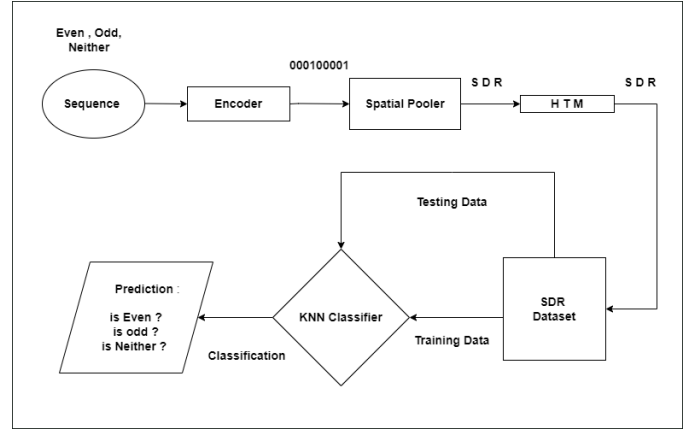 Even , Odd,
Neither
000100001
S D R
S D R
Sequence
Encoder
Spatial Pooler
H T M
Testing Data
Prediction :
is Even ?
is odd ?
is Neither ?
KNN Classifier
SDR
Dataset
Training Data
Classification